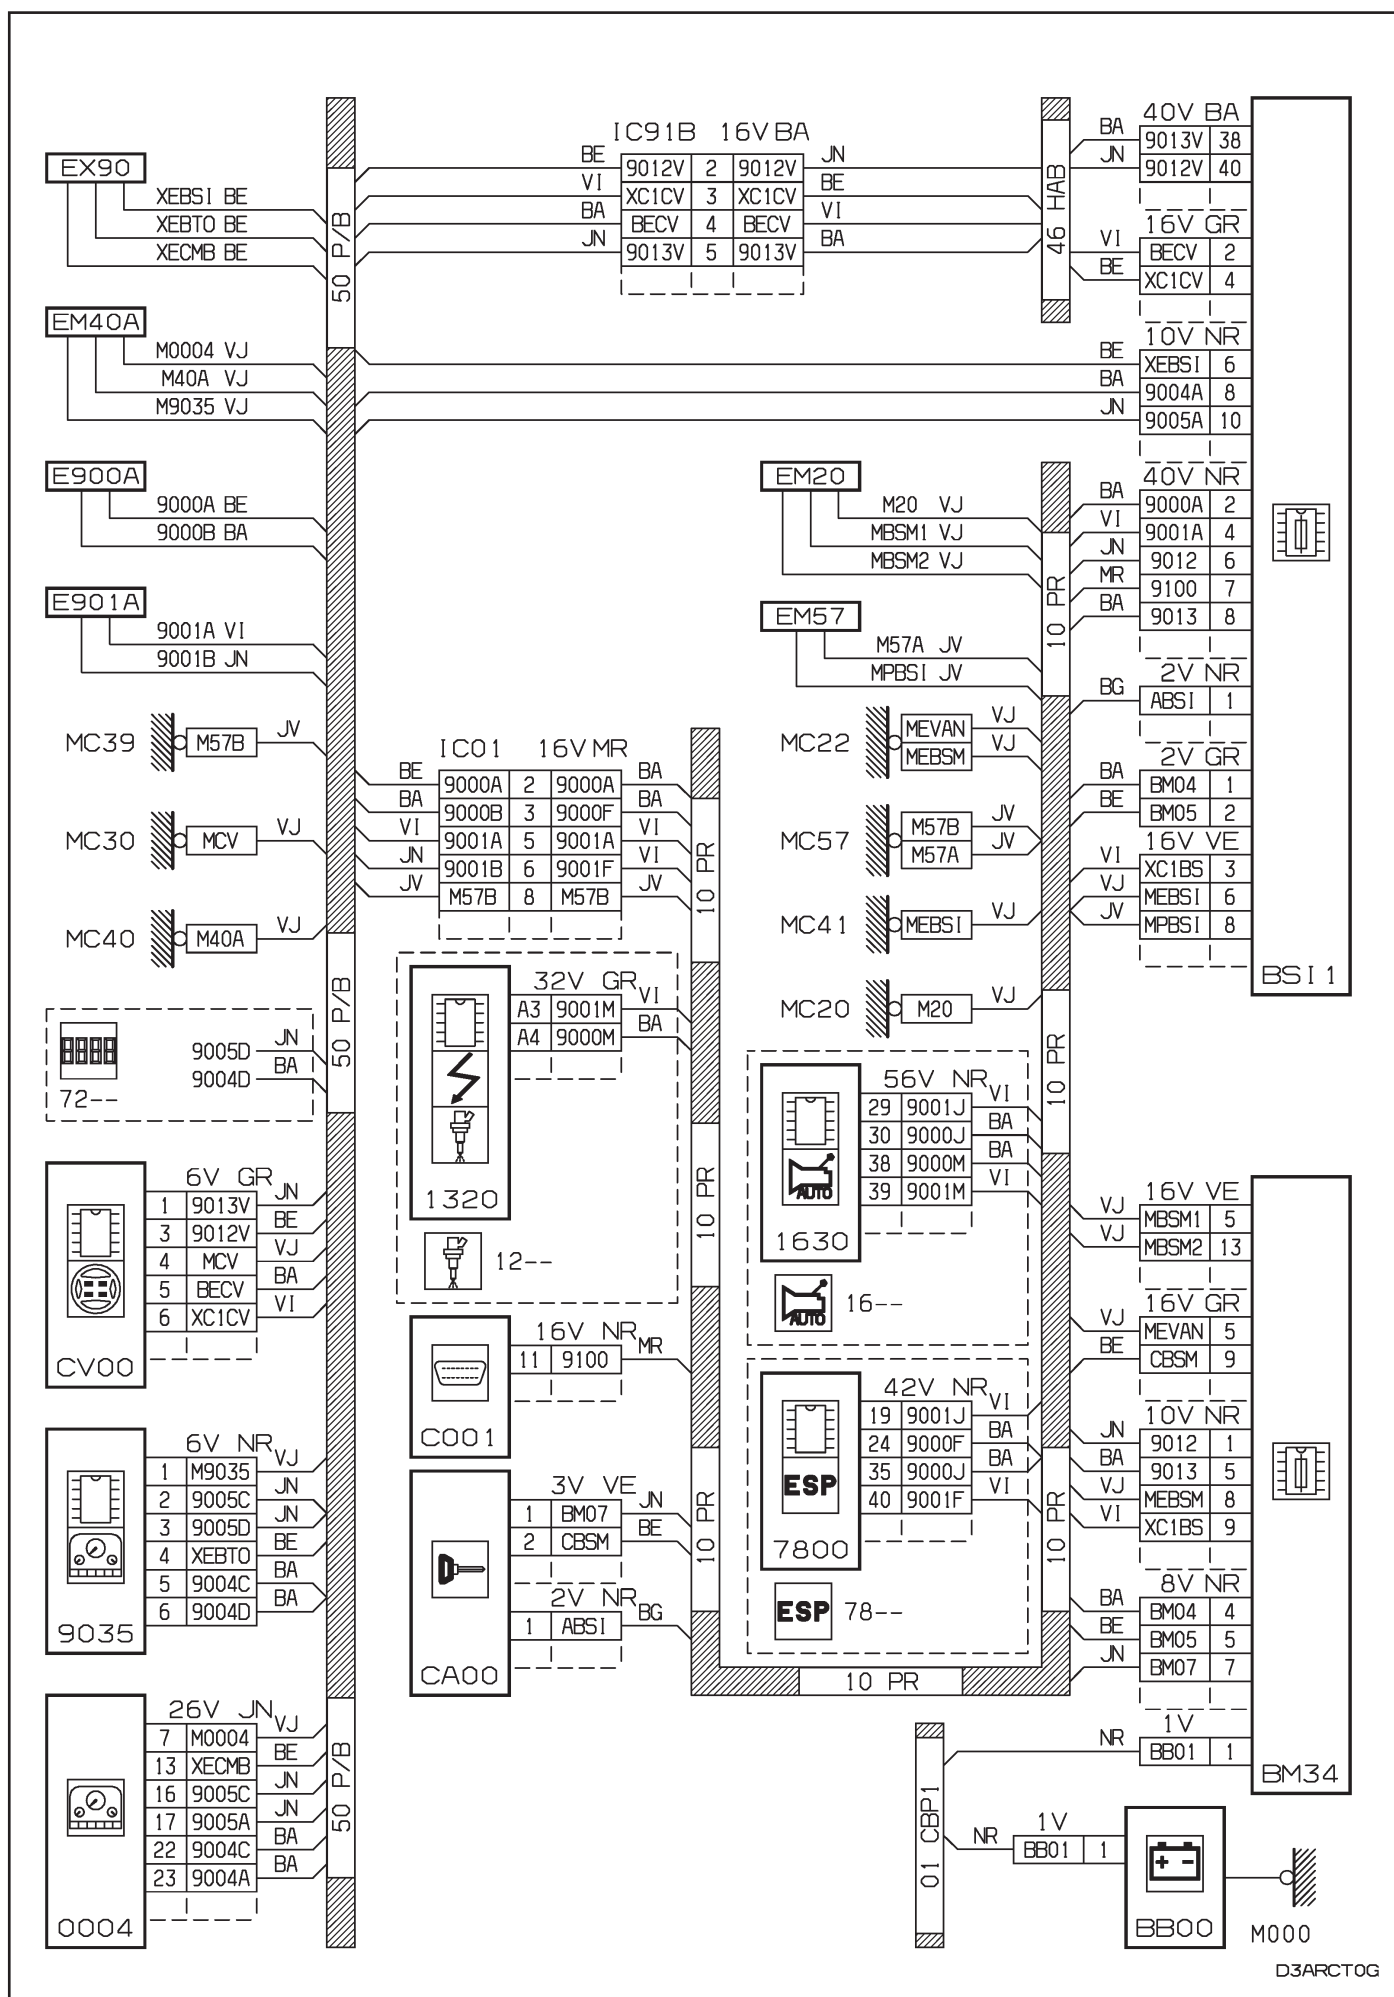 EX90
XEBSI BE
XEBTO BE
XECMB BE
50 P/B
IC91B 16V BA
BE 9012V 2 9012V JN
VI XC1CV 3 XC1CV BE
BA BECV 4 BECV VI
JN 9013V 5 9013V BA
46 HAB
40V BA
BA 9013V 38
JN 9012V 40
16V GR
VI BECV 2
BE XC1CV 4
EM40A
M0004 VJ
M40A VJ
M9035 VJ
10V NR
BE XEBSI 6
BA 9004A 8
JN 9005A 10
E900A
9000A BE
9000B BA
E901A
9001A VI
9001B JN
EM20
M20 VJ
MBSM1 VJ
MBSM2 VJ
EM57
M57A JV
MPBSI JV
10 PR
40V NR
BA 9000A 2
VI 9001A 4
JN 9012 6
MR 9100 7
BA 9013 8
2V NR
BG ABSI 1
2V GR
BA BM04 1
BE BM05 2
16V VE
VI XC1BS 3
VJ MEBSI 6
JV MPBSI 8
BSI1
MC39 M57B JV
MC30 MCV VJ
MC40 M40A VJ
IC01 16V MR
BE 9000A 2 9000A BA
BA 9000B 3 9000F BA
VI 9001A 5 9001A VI
JN 9001B 6 9001F VI
JV M57B 8 M57B JV
10 PR
MC22 MEVAN VJ
MEBSM VJ
MC57 M57B JV
M57A JV
MC41 MEBSI VJ
MC20 M20 VJ
50 P/B
9005D JN
9004D BA
72--
32V GR
A3 9001M VI
A4 9000M BA
1320
12--
10 PR
10 PR
56V NR
29 9001J VI
30 9000J BA
38 9000M BA
39 9001M VI
AUTO
1630
AUTO
16--
6V GR
1 9013V JN
3 9012V BE
4 MCV VJ
5 BECV BA
6 XC1CV VI
CV00
16V NR
11 9100 MR
C001
42V NR
19 9001J VI
24 9000F BA
35 9000J BA
40 9001F VI
ESP
7800
ESP
78--
16V VE
VJ MBSM1 5
VJ MBSM2 13
16V GR
VJ MEVAN 5
BE CBSM 9
10V NR
JN 9012 1
BA 9013 5
VJ MEBSM 8
VI XC1BS 9
8V NR
BA BM04 4
BE BM05 5
JN BM07 7
1V
NR BB01 1
BM34
6V NR
1 M9035 VJ
2 9005C JN
3 9005D JN
4 XEBTO BE
5 9004C BA
6 9004D BA
9035
3V VE
1 BM07 JN
2 CBSM BE
2V NR
1 ABSI BG
CA00
10 PR
10 PR
10 PR
26V JN
7 M0004 VJ
13 XECMB BE
16 9005C JN
17 9005A JN
22 9004C BA
23 9004A BA
0004
50 P/B
01 CBP1
1V
NR BB01 1
BB00
M000
D3ARCT0G